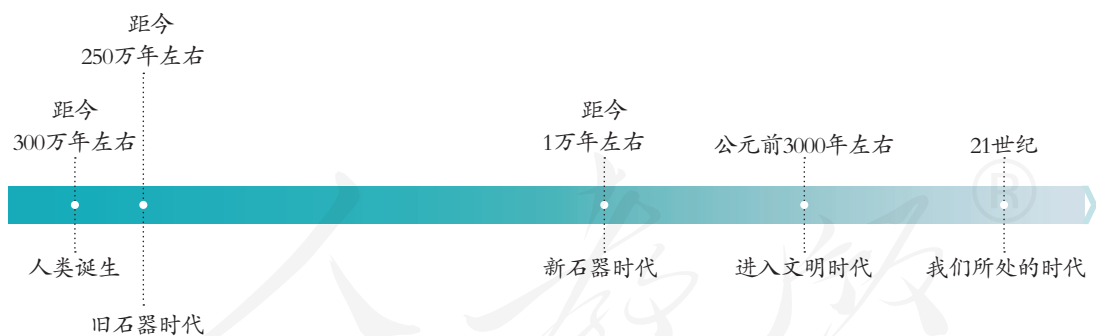 距今
250万年左右
距今
300万年左右
距今
1万年左右
公元前3000年左右
21世纪
人类诞生
旧石器时代
新石器时代
进入文明时代
我们所处的时代
人教版®